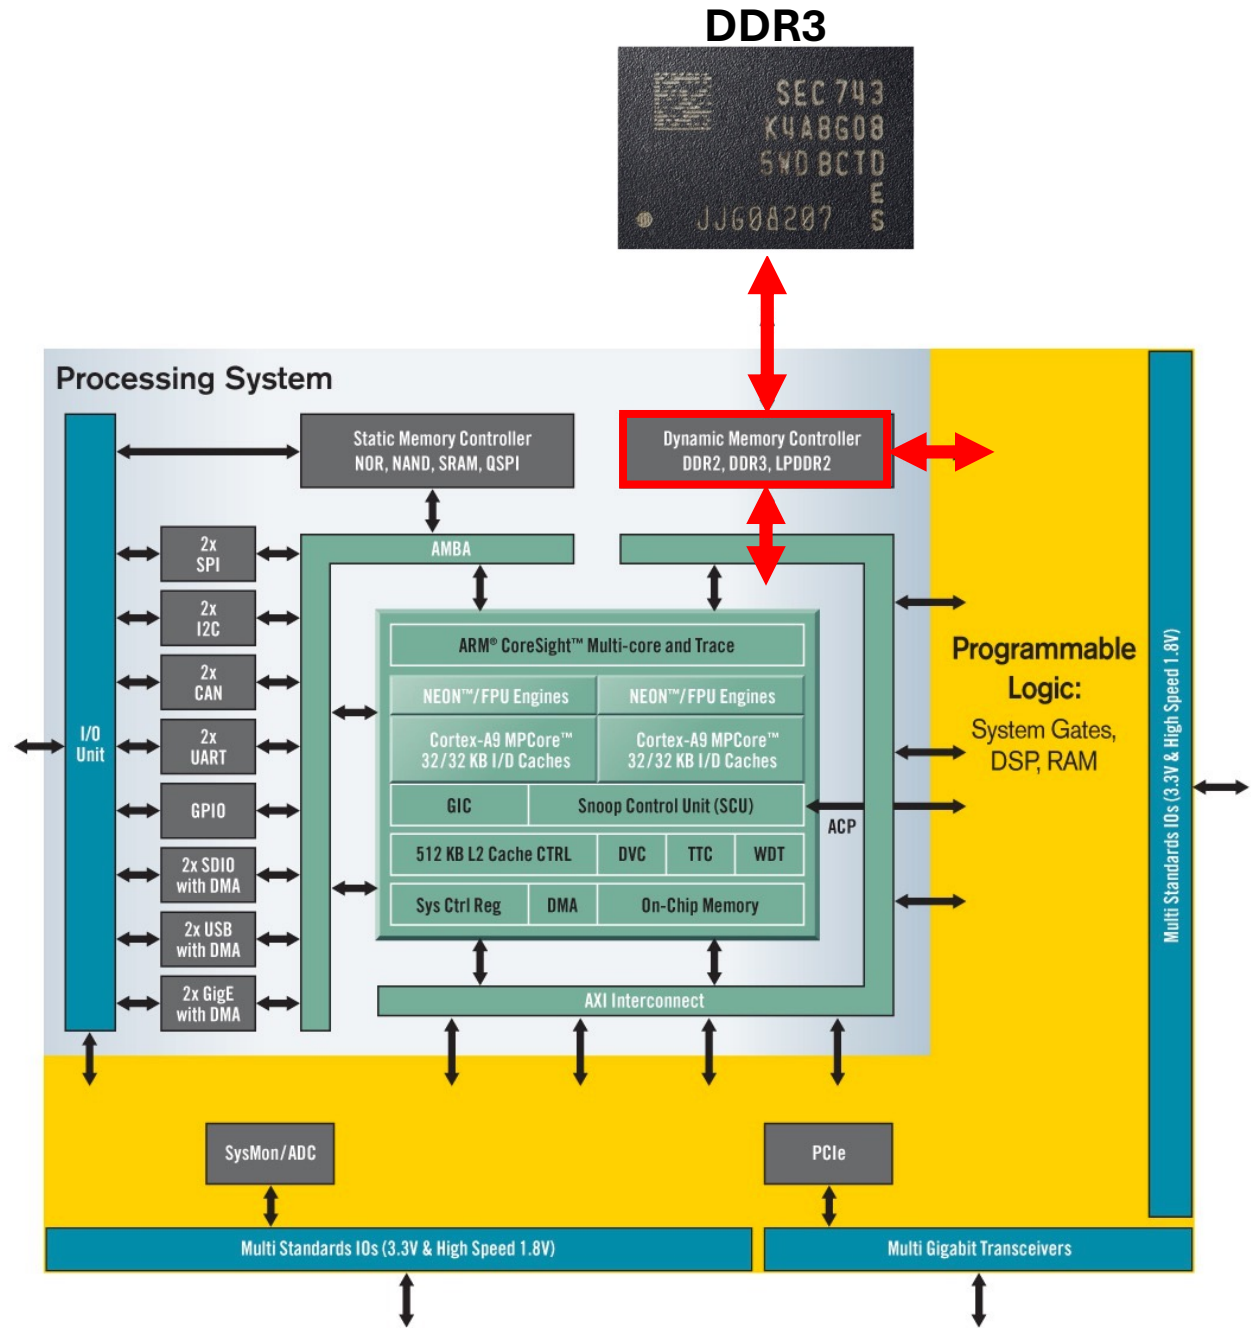 DDR3
SEC 743
K4A8G08
5WD BCTD
E
JJG08207 S
Processing System
Static Memory Controller
NOR, NAND, SRAM, QSPI
Dynamic Memory Controller
DDR2, DDR3, LPDDR2
AMBA
2x
SPI
2x
I2C
2x
CAN
2x
UART
GPIO
2x SDIO
with DMA
2x USB
with DMA
2x GigE
with DMA
I/O
Unit
ARM® CoreSight™ Multi-core and Trace
NEON™/FPU Engines
NEON™/FPU Engines
Cortex-A9 MPCore™
32/32 KB I/D Caches
Cortex-A9 MPCore™
32/32 KB I/D Caches
GIC
Snoop Control Unit (SCU)
ACP
512 KB L2 Cache CTRL
DVC
TTC
WDT
Sys Ctrl Reg
DMA
On-Chip Memory
AXI Interconnect
Programmable
Logic:
System Gates,
DSP, RAM
Multi Standards IOs (3.3V & High Speed 1.8V)
SysMon/ADC
PCIe
Multi Standards IOs (3.3V & High Speed 1.8V)
Multi Gigabit Transceivers